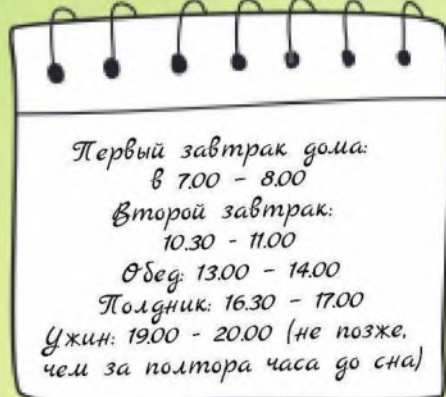 Первый завтрак дома:
в 7.00 - 8.00
Второй завтрак:
10.30 - 11.00
Обед: 13.00 - 14.00
Полдник: 16.30 - 17.00
Ужин: 19.00 - 20.00 (не позже,
чем за полтора часа до сна)